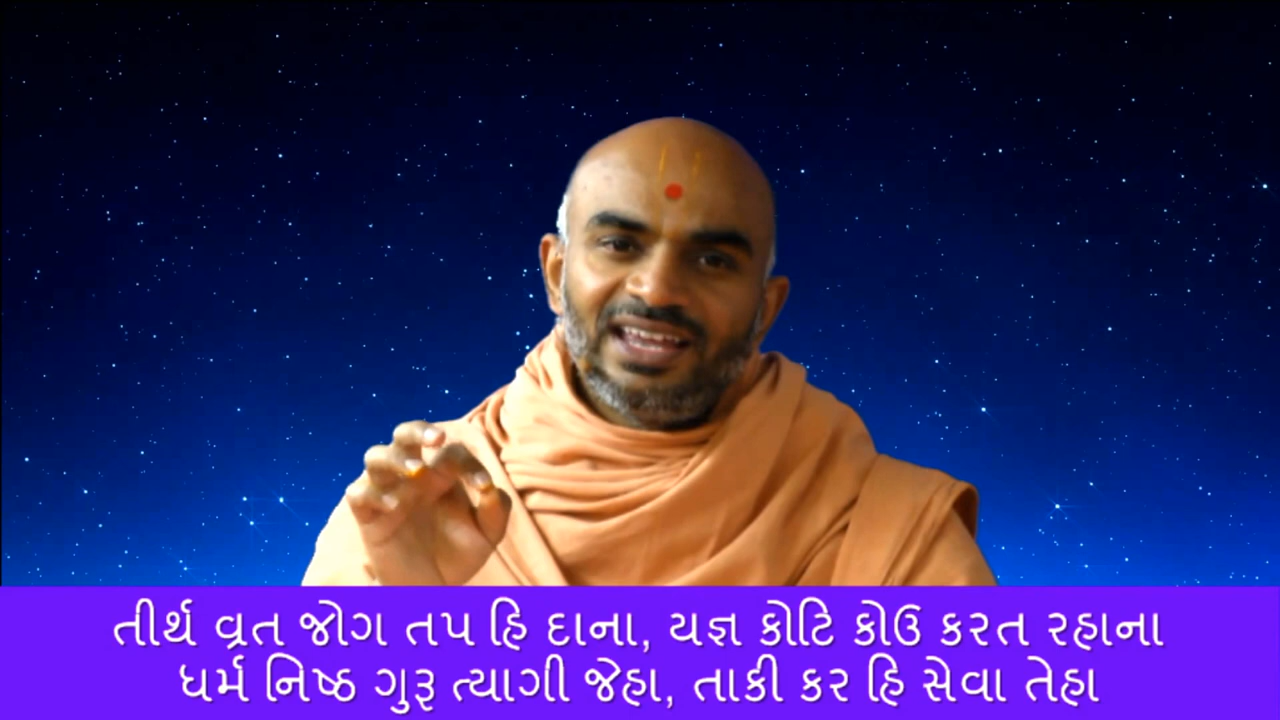 તીર્થ વ્રત જોગ તપ હિ દાના, યજ્ઞ કોટિ કોઉ કરત રહાના
ધર્મ નિષ્ઠ ગુરૂ ત્યાગી જેહા, તાકી કર હિ સેવા તેહા